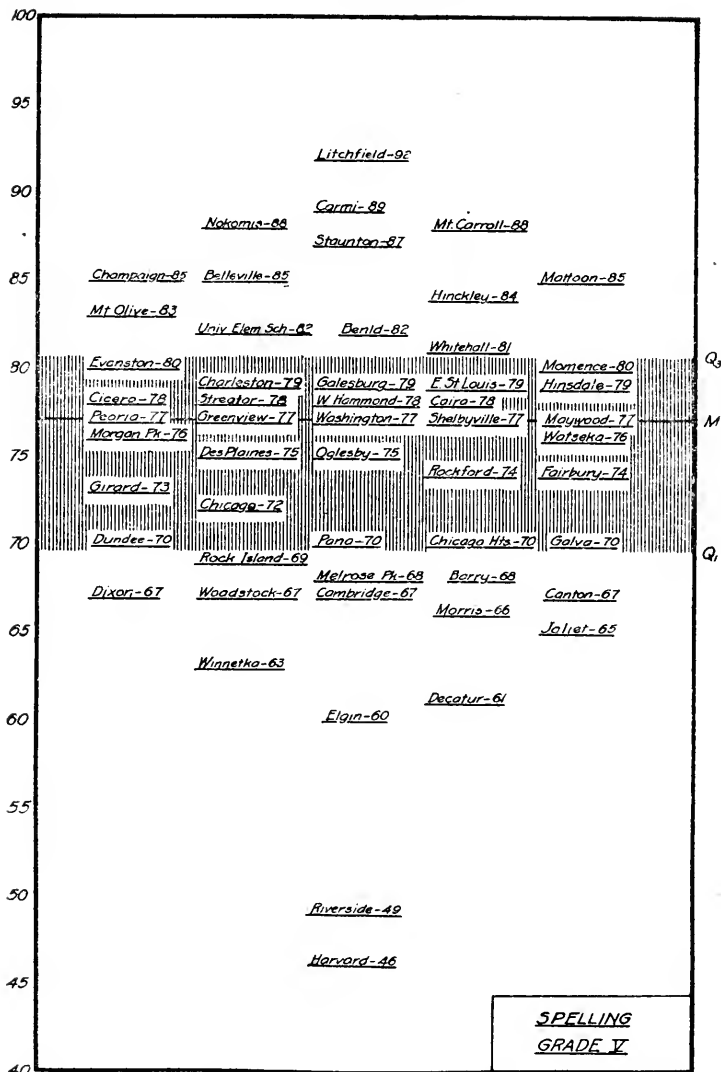 100
95
Litchfield-92
90
Carmi-89
Nokomis-88
Mt. Carroll-88
Staunton-87
85
Champaign-85
Belleville-85
Mattoon-85
Hinckley-84
Mt Olive-83
Univ Elem Sch-82
Benld-82
Whitehall-81
80
Evanston-80
Momence-80
Q3
Charleston-79
Galesburg-79
E. St Louis-79
Hinsdale-79
Cicero-78
Streator-78
W Hammond-78
Cairo-78
Peoria-77
Greenview-77
Washington-77
Shelbyville-77
Maywood-77
M
Morgan Pk-76
Watseka-76
75
Des Plaines-75
Oglesby-75
Rockford-74
Fairbury-74
Girard-73
Chicago-72
70
Dundee-70
Pana-70
Chicago Hts-70
Galva-70
Q1
Rock Island-69
Melrose Pk-68
Barry-68
Dixon-67
Woodstock-67
Cambridge-67
Canton-67
Morris-66
65
Joliet-65
Winnetka-63
Decatur-61
60
Elgin-60
55
50
Riverside-49
Harvard-46
45
SPELLING
GRADE V
40